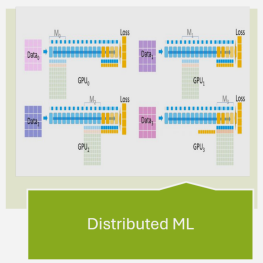 M₀ Loss
Data₀
GPU₀
M₁ Loss
Data₁
GPU₁
M₂ Loss
Data₂
GPU₂
M₃ Loss
Data₃
GPU₃
Distributed ML